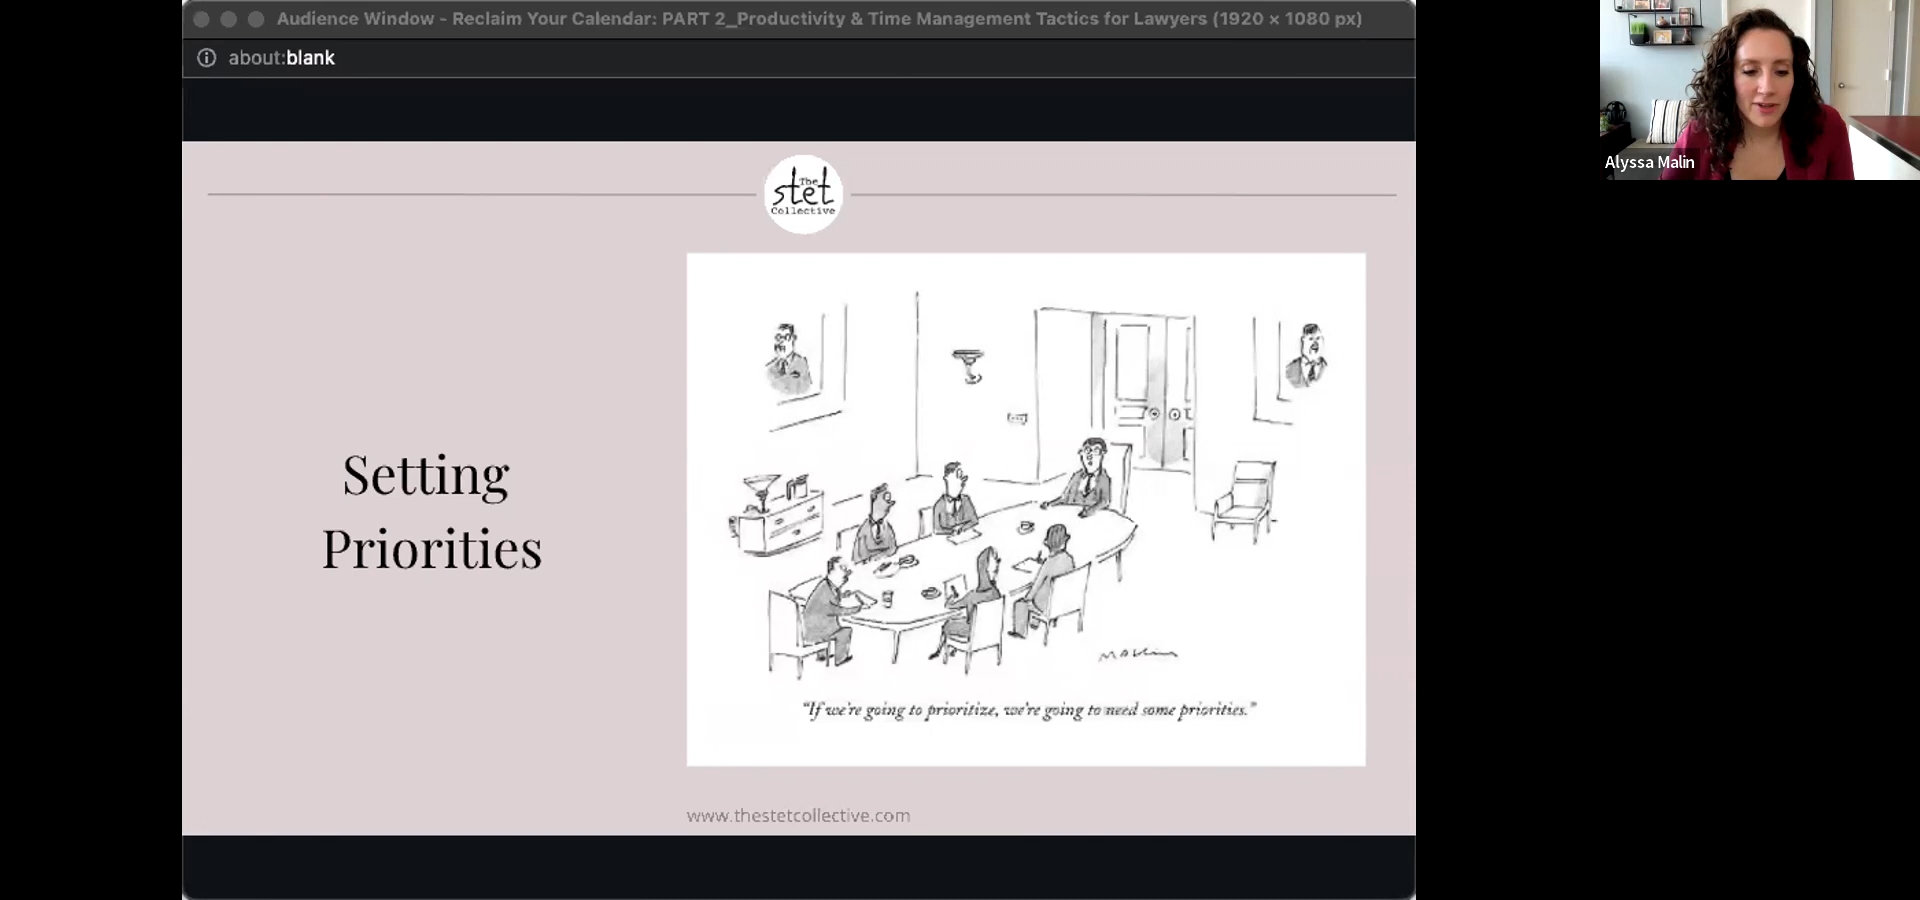 Audience Window - Reclaim Your Calendar: PART 2_Productivity & Time Management Tactics for Lawyers (1920 × 1080 px)
about:blank
Alyssa Malin
The
stet
Collective
Setting
Priorities
"If we're going to prioritize, we're going to need some priorities."
www.thestetcollective.com